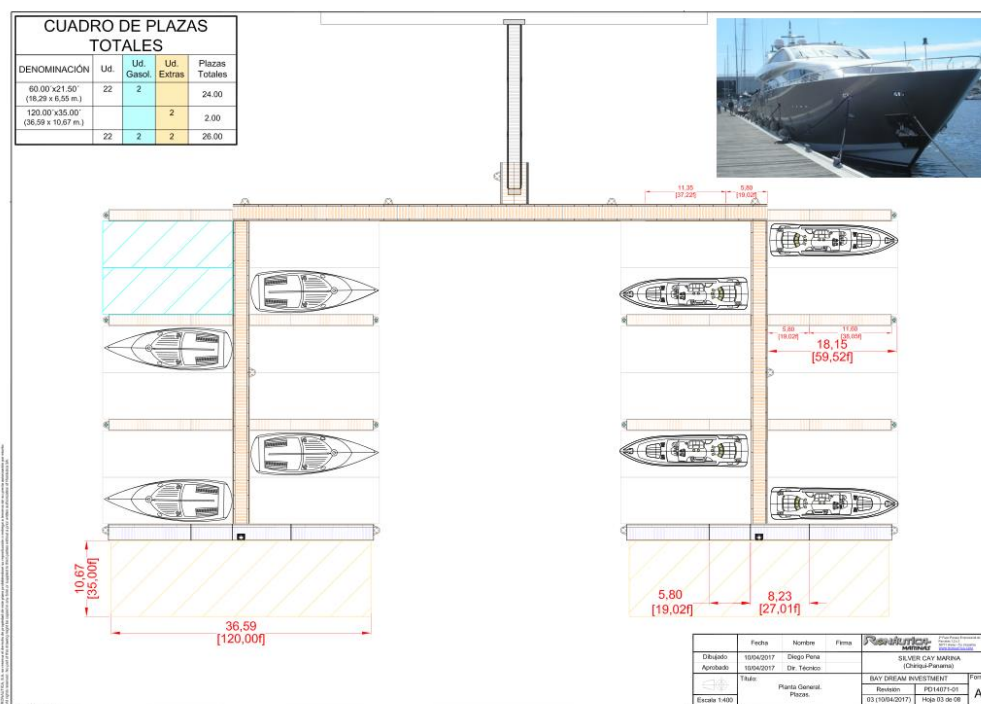 CUADRO DE PLAZAS
TOTALES
DENOMINACIÓN Ud. Ud. Gasol. Ud. Extras Plazas Totales
60.00´x21.50´ 22 2 24.00
(18,29 x 6,55 m.)
120.00´x35.00´ 2 2.00
(36,59 x 10,67 m.)
22 2 2 26.00
11,35 5,80
[37,22f] [19,02f]
5,80 11,68
[19,02f]
18,15
[59,52f]
10,67
[35,00f]
36,59
[120,00f]
5,80 8,23
[19,02f] [27,01f]
Fecha Nombre Firma
Dibujado 10/04/2017 Diego Pena
Aprobado 10/04/2017 Dir. Técnico
RONÁUTICA
MARINAS
SILVER CAY MARINA
(Chiriqui-Panama)
Título:
Planta General.
Plazas.
BAY DREAM INVESTMENT
Revisión PD14071-01
Escala 1:400
03 (10/04/2017) Hoja 03 de 08
A